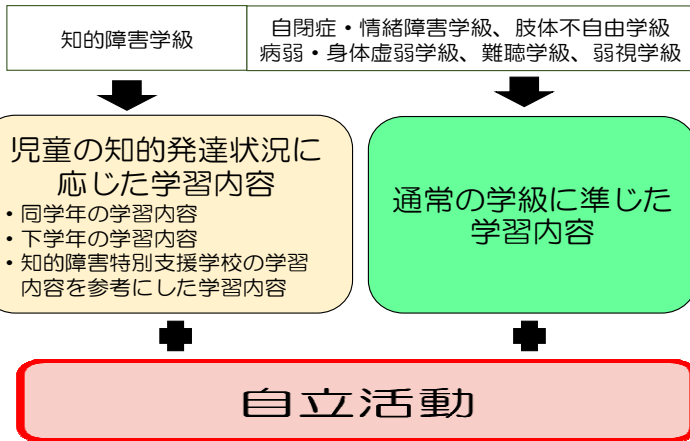 知的障害学級
自閉症・情緒障害学級、肢体不自由学級
病弱・身体虚弱学級、難聴学級、弱視学級
児童の知的発達状況に
応じた学習内容
・同学年の学習内容
・下学年の学習内容
・知的障害特別支援学校の学習
内容を参考にした学習内容
通常の学級に準じた
学習内容
自立活動